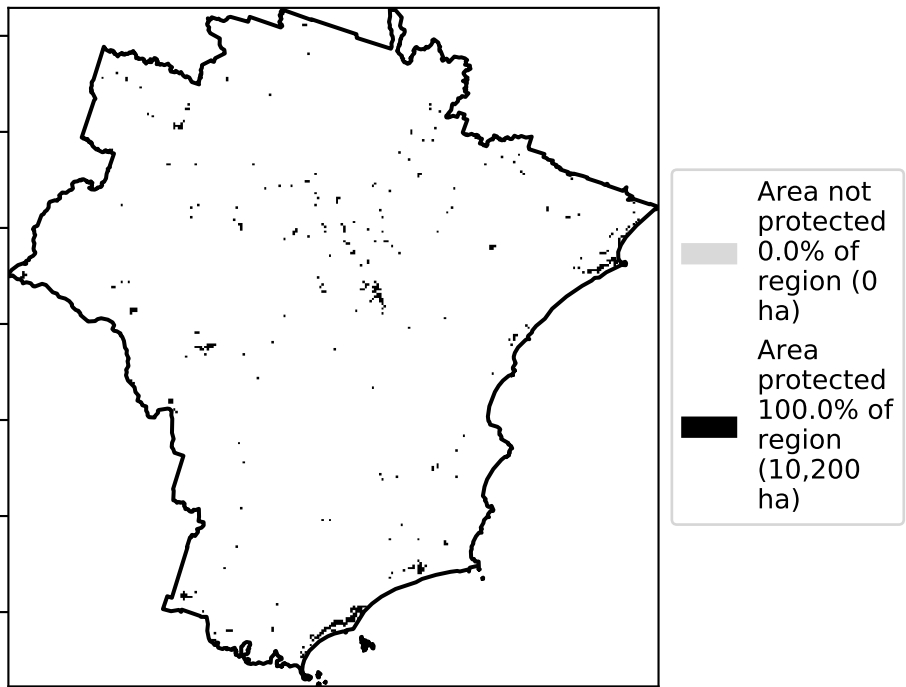 Area not
protected
0.0% of
region (0
ha)
Area
protected
100.0% of
region
(10,200
ha)